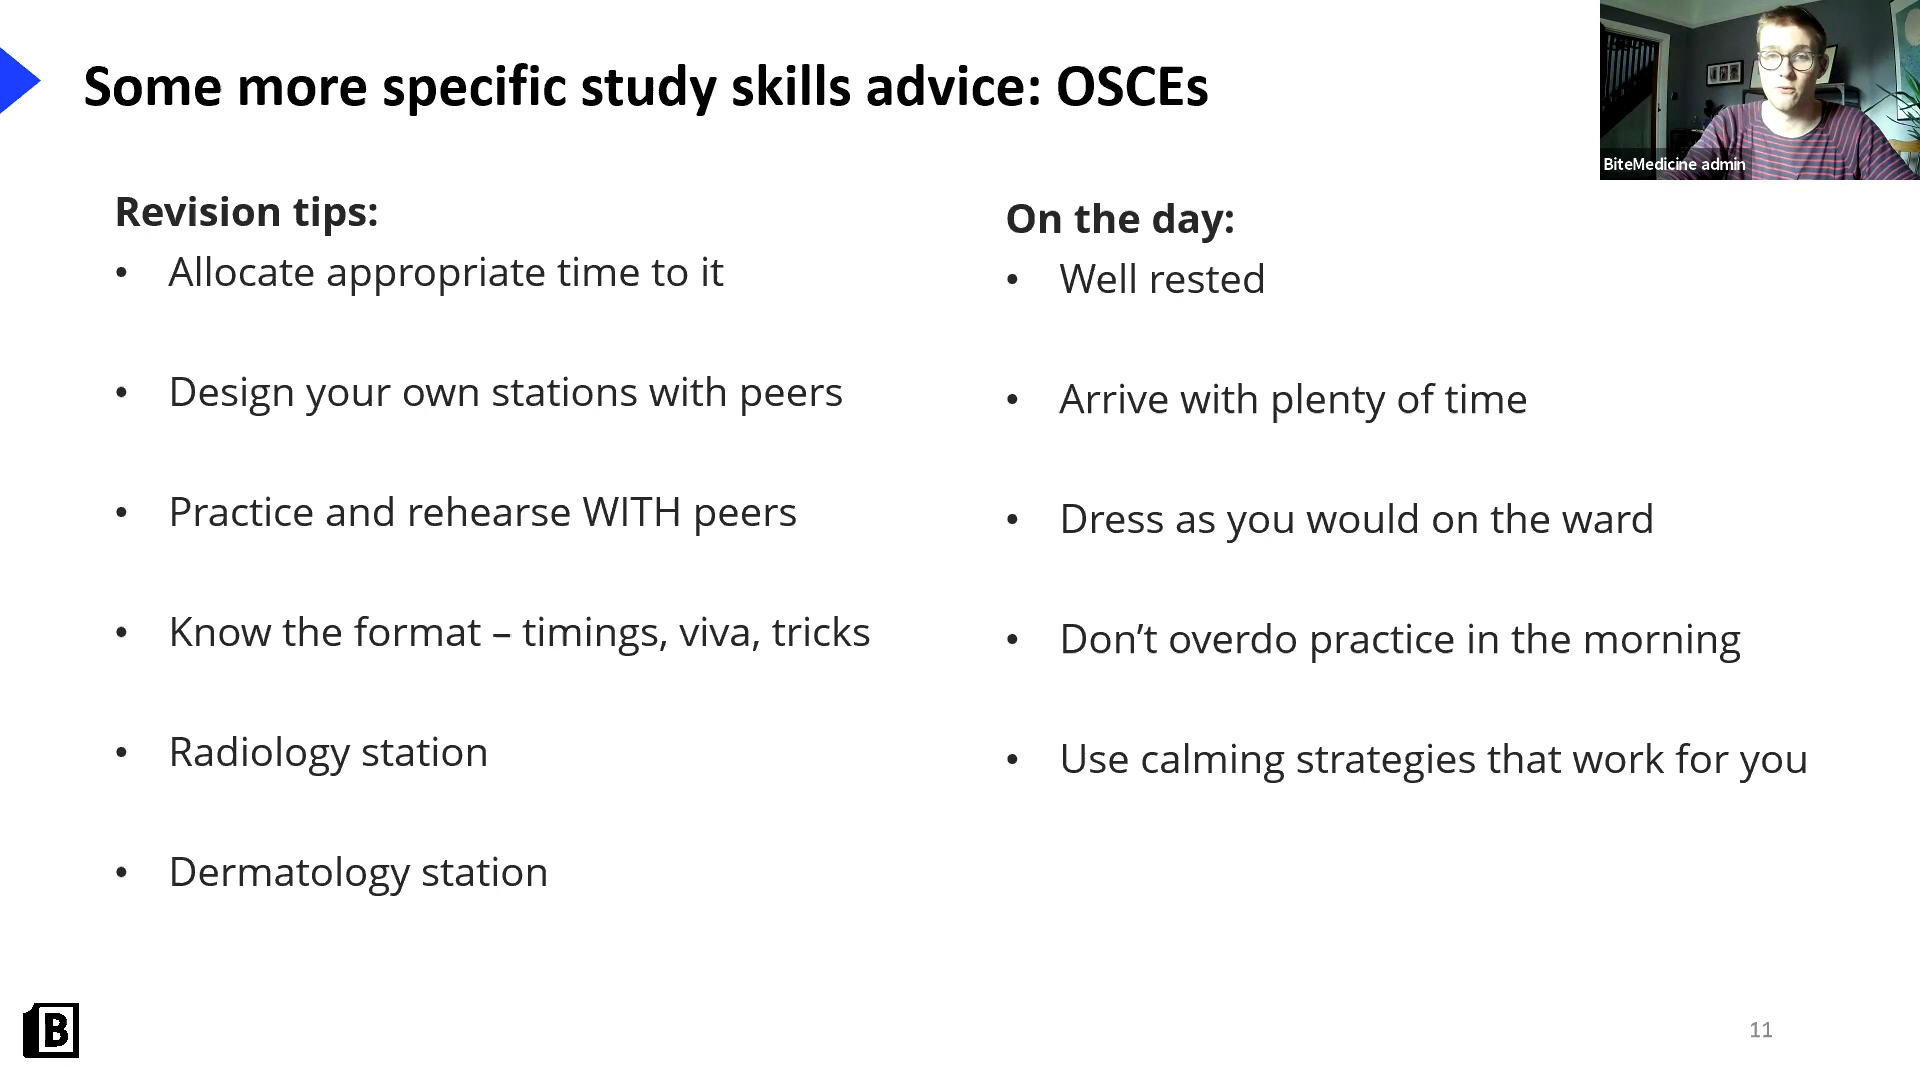 Some more specific study skills advice: OSCEs
BiteMedicine admin
Revision tips:
• Allocate appropriate time to it
• Design your own stations with peers
• Practice and rehearse WITH peers
• Know the format – timings, viva, tricks
• Radiology station
• Dermatology station
On the day:
• Well rested
• Arrive with plenty of time
• Dress as you would on the ward
• Don’t overdo practice in the morning
• Use calming strategies that work for you
B
11